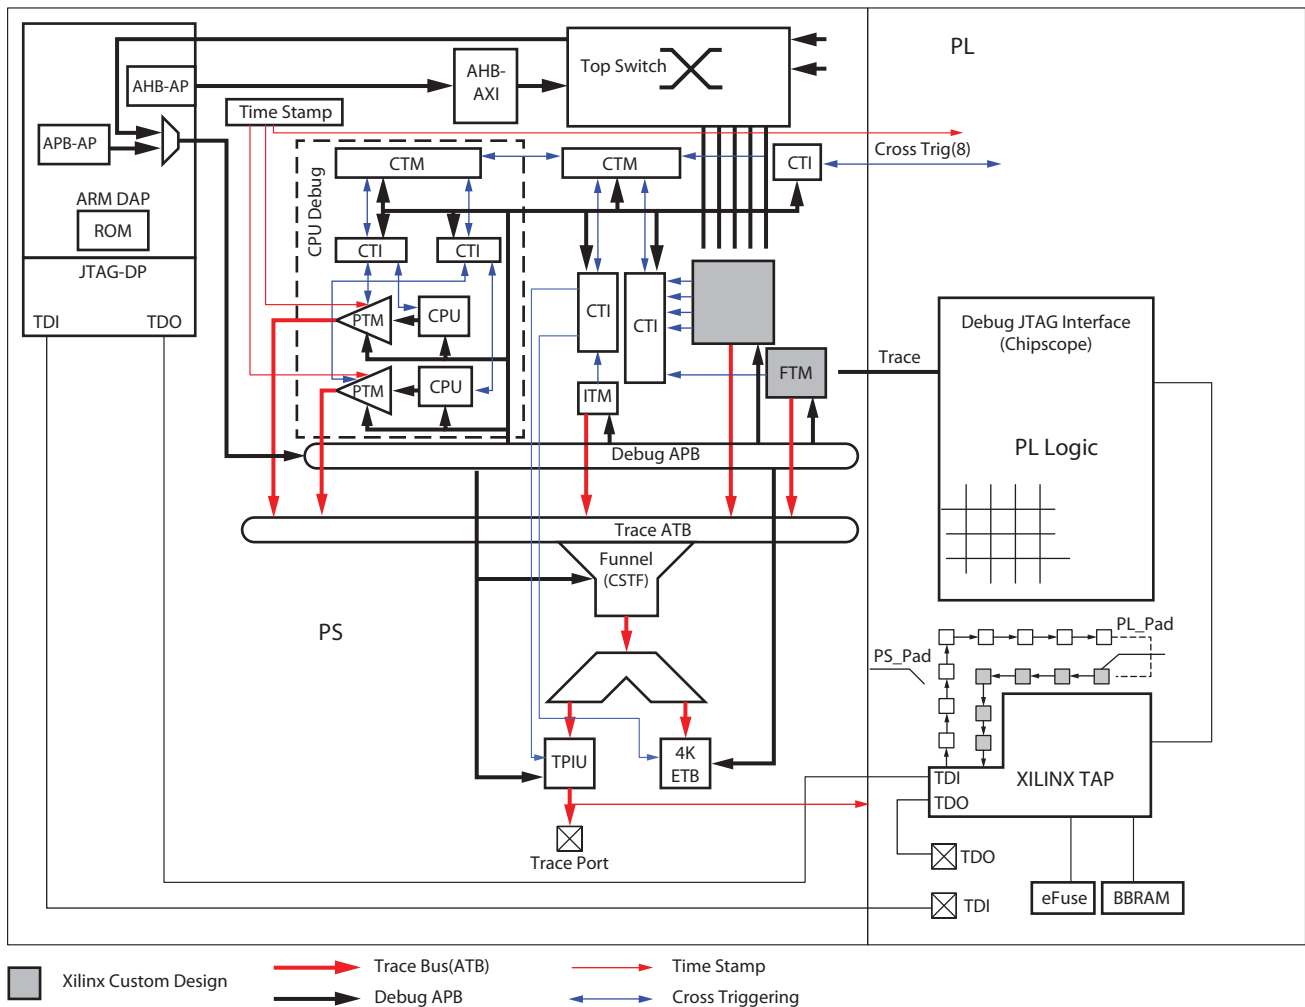 PL
Top Switch
AHB-
AXI
AHB-AP
Time Stamp
APB-AP
ARM DAP
ROM
JTAG-DP
TDI
TDO
CPU Debug
CTM
CTM
CTI
Cross Trig(8)
CTI
CTI
CTI
CTI
PTM
CPU
PTM
CPU
ITM
FTM
Trace
Debug JTAG Interface
(Chipscope)
PL Logic
Debug APB
Trace ATB
Funnel
(CSTF)
PS
TPIU
4K
ETB
Trace Port
PS_Pad
PL_Pad
TDI
TDO
XILINX TAP
TDO
TDI
eFuse
BBRAM
Xilinx Custom Design
Trace Bus(ATB)
Debug APB
Time Stamp
Cross Triggering